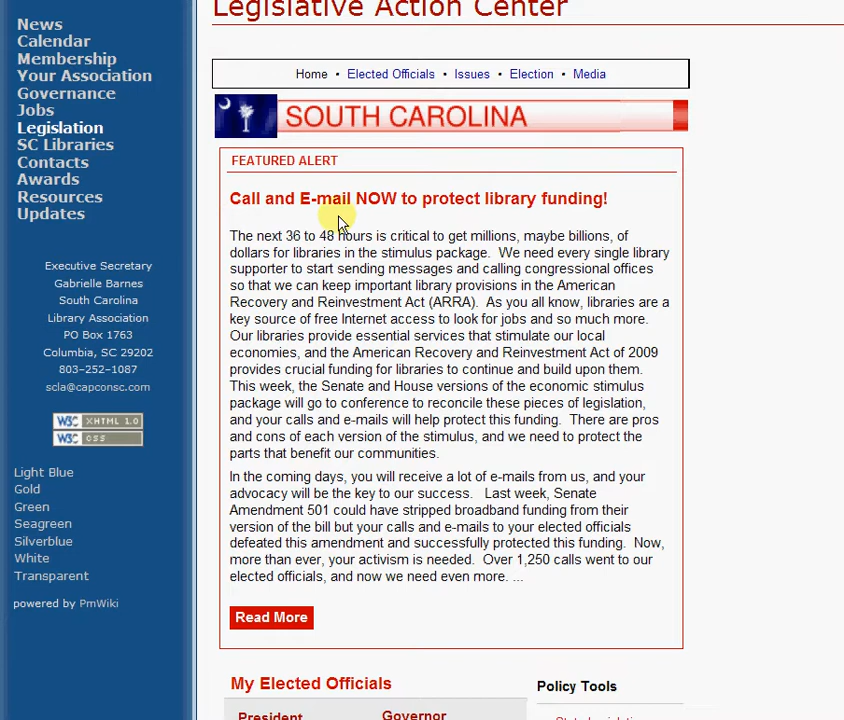 Legislative Action Center
News
Calendar
Membership
Your Association
Governance
Jobs
Legislation
SC Libraries
Contacts
Awards
Resources
Updates
Executive Secretary
Gabrielle Barnes
South Carolina
Library Association
PO Box 1763
Columbia, SC 29202
803-252-1087
scla@capconsc.com
W3C XHTML 1.0
W3C CSS
Light Blue
Gold
Green
Seagreen
Silverblue
White
Transparent
powered by PmWiki
Home • Elected Officials • Issues • Election • Media
SOUTH CAROLINA
FEATURED ALERT
Call and E-mail NOW to protect library funding!
The next 36 to 48 hours is critical to get millions, maybe billions, of
dollars for libraries in the stimulus package. We need every single library
supporter to start sending messages and calling congressional offices
so that we can keep important library provisions in the American
Recovery and Reinvestment Act (ARRA). As you all know, libraries are a
key source of free Internet access to look for jobs and so much more.
Our libraries provide essential services that stimulate our local
economies, and the American Recovery and Reinvestment Act of 2009
provides crucial funding for libraries to continue and build upon them.
This week, the Senate and House versions of the economic stimulus
package will go to conference to reconcile these pieces of legislation,
and your calls and e-mails will help protect this funding. There are pros
and cons of each version of the stimulus, and we need to protect the
parts that benefit our communities.
In the coming days, you will receive a lot of e-mails from us, and your
advocacy will be the key to our success. Last week, Senate
Amendment 501 could have stripped broadband funding from their
version of the bill but your calls and e-mails to your elected officials
defeated this amendment and successfully protected this funding. Now,
more than ever, your activism is needed. Over 1,250 calls went to our
elected officials, and now we need even more. ...
Read More
My Elected Officials
President
Governor
Policy Tools